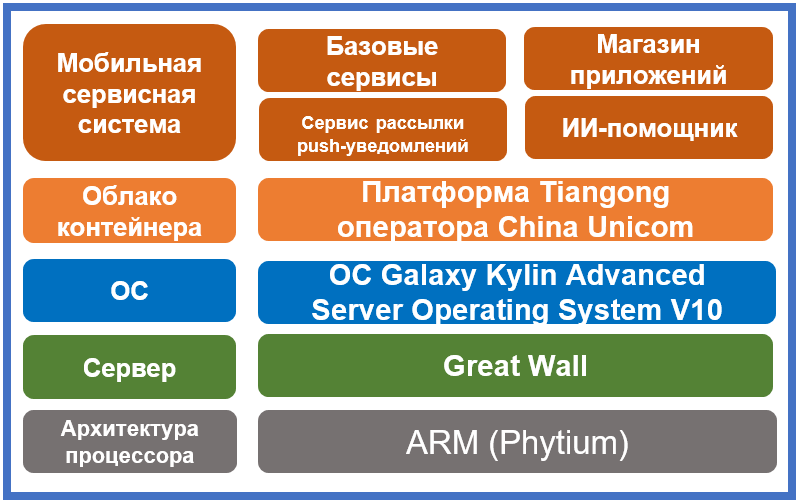 Мобильная
сервисная
система
Базовые
сервисы
Магазин
приложений
Сервис рассылки
push-уведомлений
ИИ-помощник
Облако
контейнера
Платформа Tiangong
оператора China Unicom
ОС
ОС Galaxy Kylin Advanced
Server Operating System V10
Сервер
Great Wall
Архитектура
процессора
ARM (Phytium)